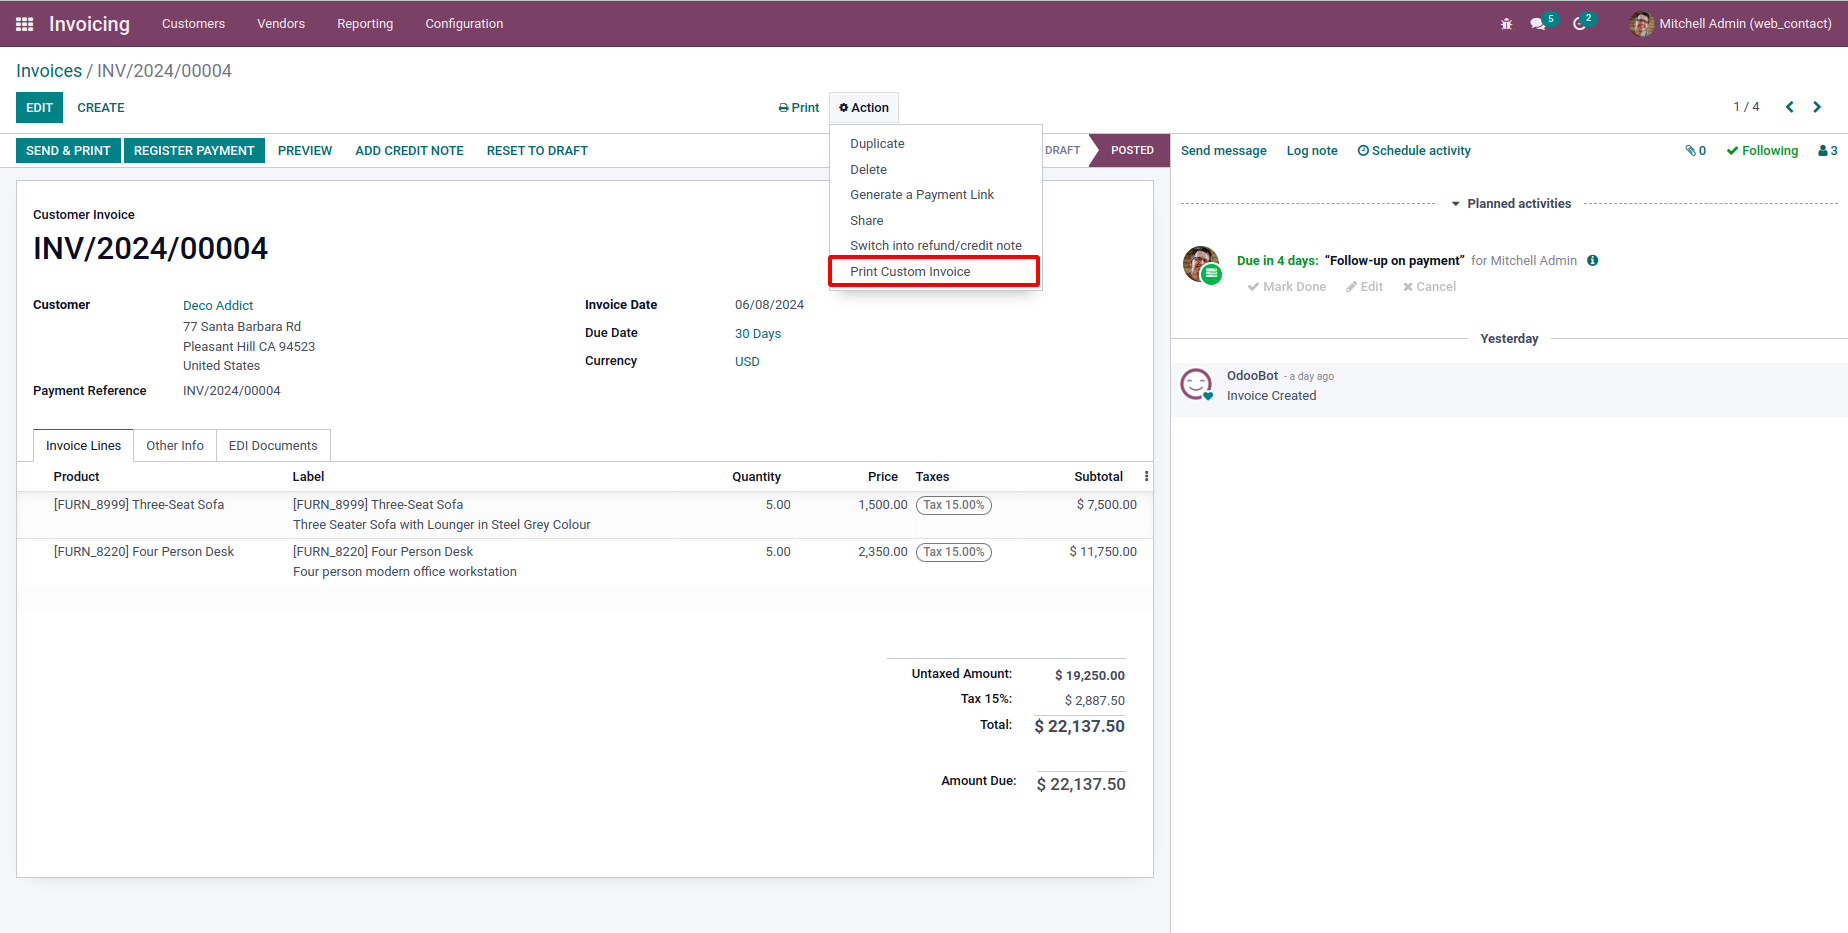 Invoicing Customers Vendors Reporting Configuration 5 2 Mitchell Admin (web_contact)
Invoices / INV/2024/00004
EDIT CREATE Print Action 1 / 4
SEND & PRINT REGISTER PAYMENT PREVIEW ADD CREDIT NOTE RESET TO DRAFT DRAFT POSTED
Duplicate
Delete
Generate a Payment Link
Share
Switch into refund/credit note
Print Custom Invoice
Customer Invoice
INV/2024/00004
Customer Deco Addict
77 Santa Barbara Rd
Pleasant Hill CA 94523
United States
Payment Reference INV/2024/00004
Invoice Date 06/08/2024
Due Date 30 Days
Currency USD
Invoice Lines Other Info EDI Documents
Product Label Quantity Price Taxes Subtotal
[FURN_8999] Three-Seat Sofa [FURN_8999] Three-Seat Sofa 5.00 1,500.00 Tax 15.00% $ 7,500.00
Three Seater Sofa with Lounger in Steel Grey Colour
[FURN_8220] Four Person Desk [FURN_8220] Four Person Desk 5.00 2,350.00 Tax 15.00% $ 11,750.00
Four person modern office workstation
Untaxed Amount: $ 19,250.00
Tax 15%: $ 2,887.50
Total: $ 22,137.50
Amount Due: $ 22,137.50
Send message Log note Schedule activity 0 Following 3
Planned activities
Due in 4 days: “Follow-up on payment” for Mitchell Admin
Mark Done Edit Cancel
Yesterday
OdooBot - a day ago
Invoice Created